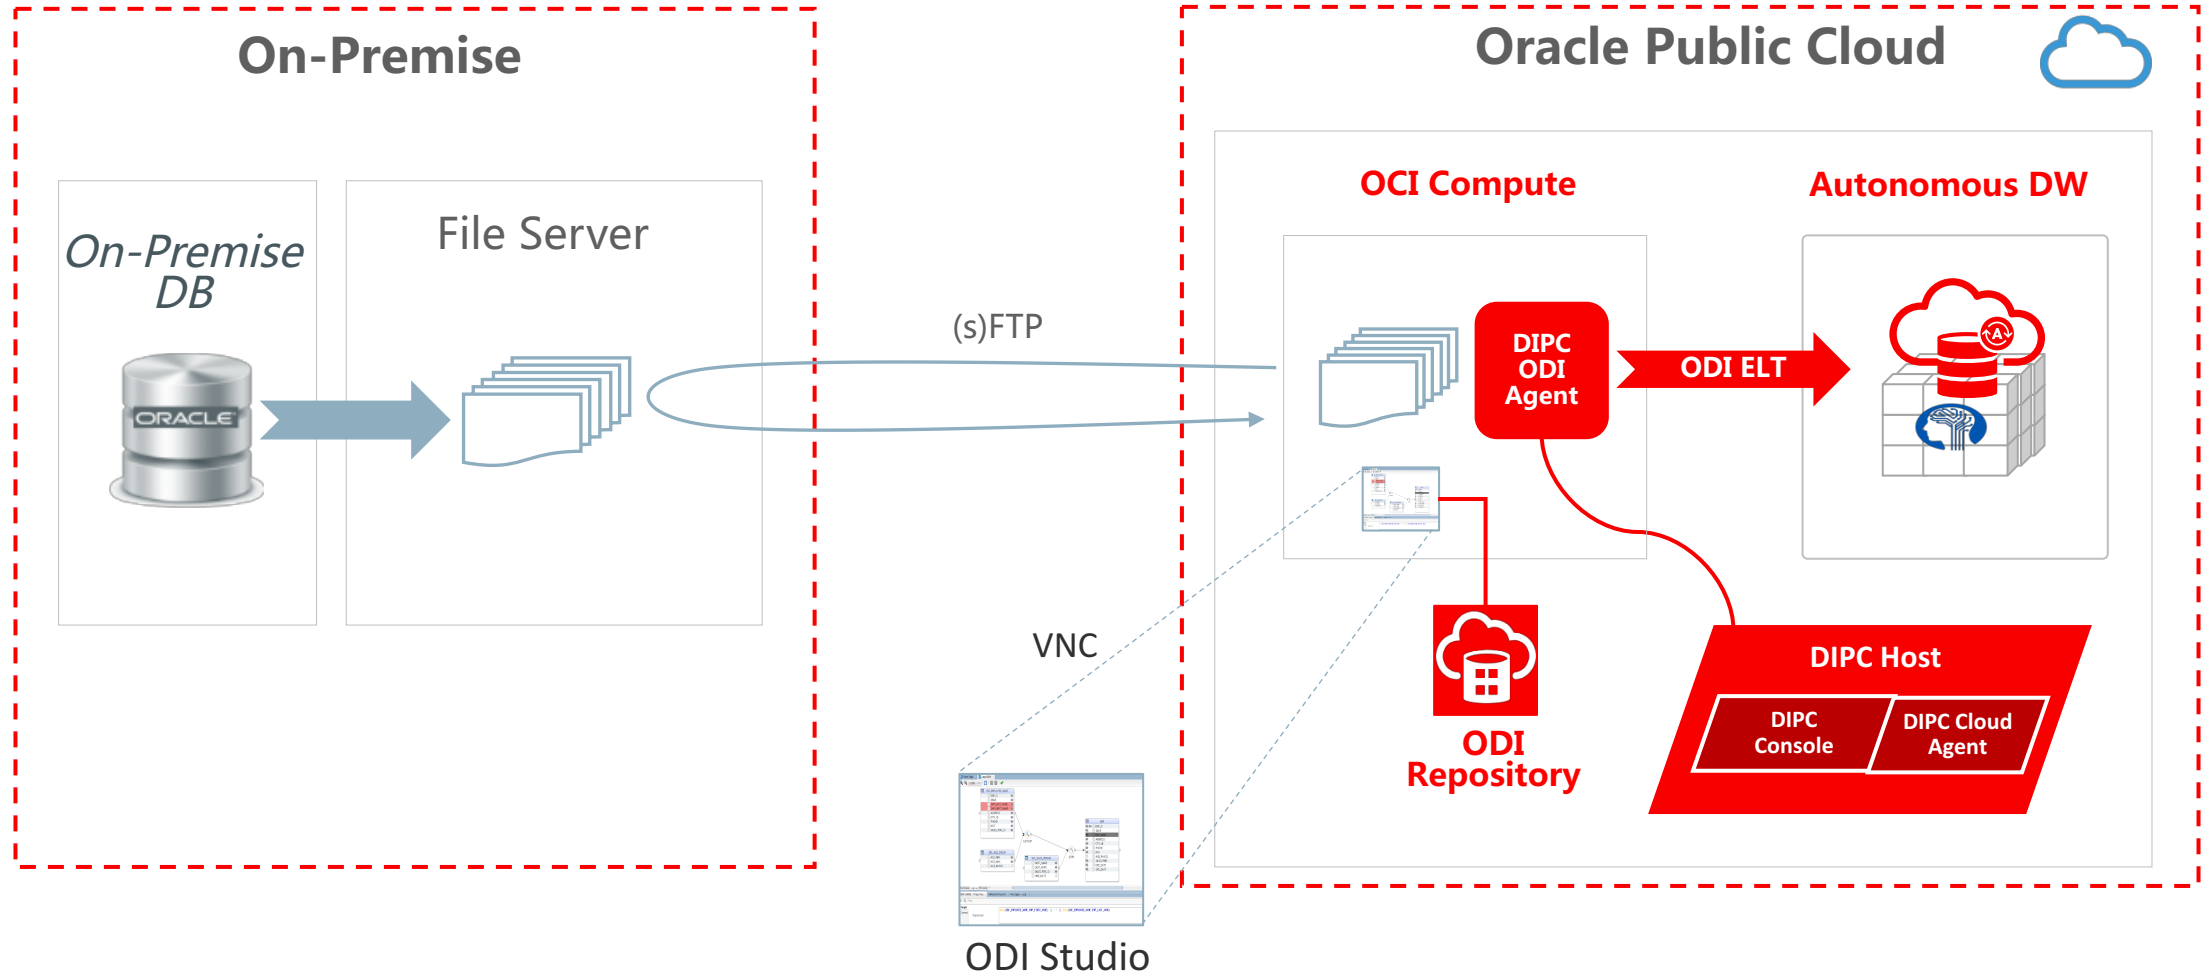 On-Premise
Oracle Public Cloud
On-Premise
DB
File Server
ORACLE
(s)FTP
OCI Compute
Autonomous DW
DIPC
ODI
Agent
ODI ELT
A
VNC
ODI
Repository
DIPC Host
DIPC
Console
DIPC Cloud
Agent
ODI Studio